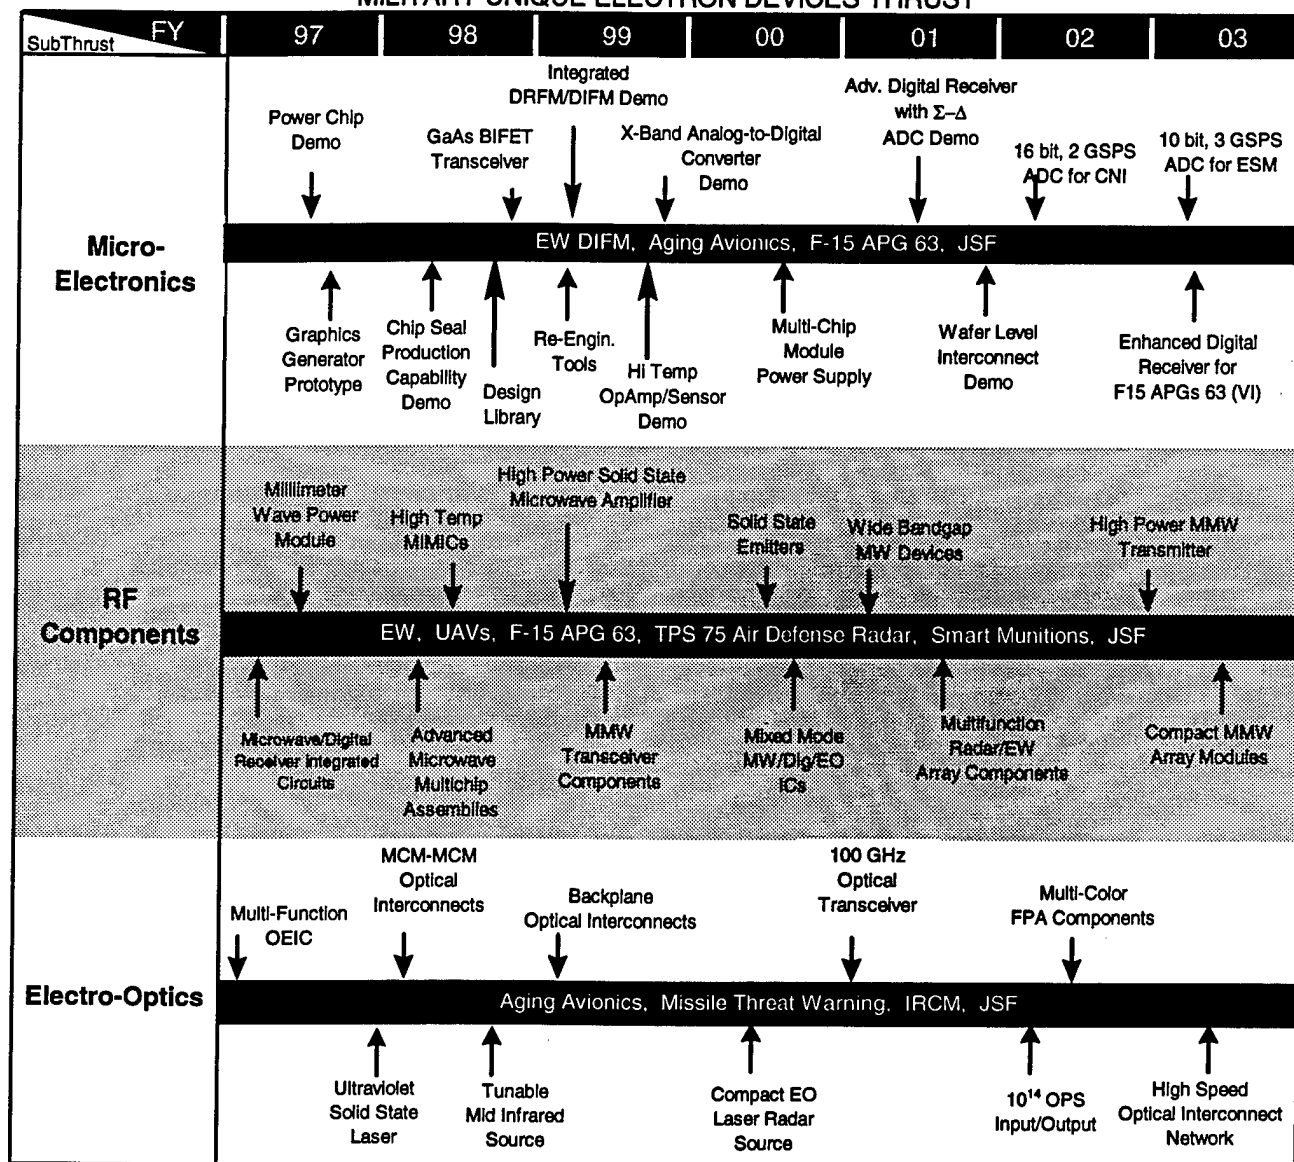 MILITARY UNIQUE ELECTRON DEVICES THRUST
SubThrust FY 97 98 99 00 01 02 03
Micro-
Electronics
Power Chip
Demo
GaAs BIFET
Transceiver
Integrated
DRFM/DIFM Demo
X-Band Analog-to-Digital
Converter
Demo
Adv. Digital Receiver
with Σ–Δ
ADC Demo
16 bit, 2 GSPS
ADC for CNI
10 bit, 3 GSPS
ADC for ESM
EW DIFM, Aging Avionics, F-15 APG 63, JSF
Graphics
Generator
Prototype
Chip Seal
Production
Capability
Demo
Design
Library
Re-Engin.
Tools
Hi Temp
OpAmp/Sensor
Demo
Multi-Chip
Module
Power Supply
Wafer Level
Interconnect
Demo
Enhanced Digital
Receiver for
F15 APGs 63 (VI)
RF
Components
Millimeter
Wave Power
Module
High Temp
MIMICs
High Power Solid State
Microwave Amplifier
Solid State
Emitters
Wide Bandgap
MW Devices
High Power MMW
Transmitter
EW, UAVs, F-15 APG 63, TPS 75 Air Defense Radar, Smart Munitions, JSF
Microwave/Digital
Receiver Integrated
Circuits
Advanced
Microwave
Multichip
Assemblies
MMW
Transceiver
Components
Mixed Mode
MW/Dig/EO
ICs
Multifunction
Radar/EW
Array Components
Compact MMW
Array Modules
Electro-Optics
Multi-Function
OEIC
MCM-MCM
Optical
Interconnects
Backplane
Optical Interconnects
100 GHz
Optical
Transceiver
Multi-Color
FPA Components
Aging Avionics, Missile Threat Warning, IRCM, JSF
Ultraviolet
Solid State
Laser
Tunable
Mid Infrared
Source
Compact EO
Laser Radar
Source
10¹⁴ OPS
Input/Output
High Speed
Optical Interconnect
Network